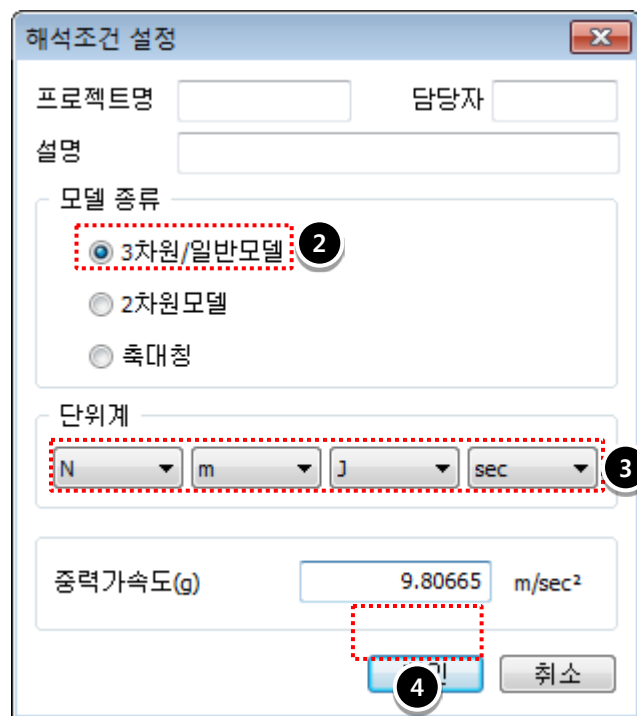 해석조건 설정
프로젝트명 담당자
설명
모델 종류
3차원/일반모델 2
2차원모델
축대칭
단위계
N m J sec 3
중력가속도(g) 9.80665 m/sec²
4 취소